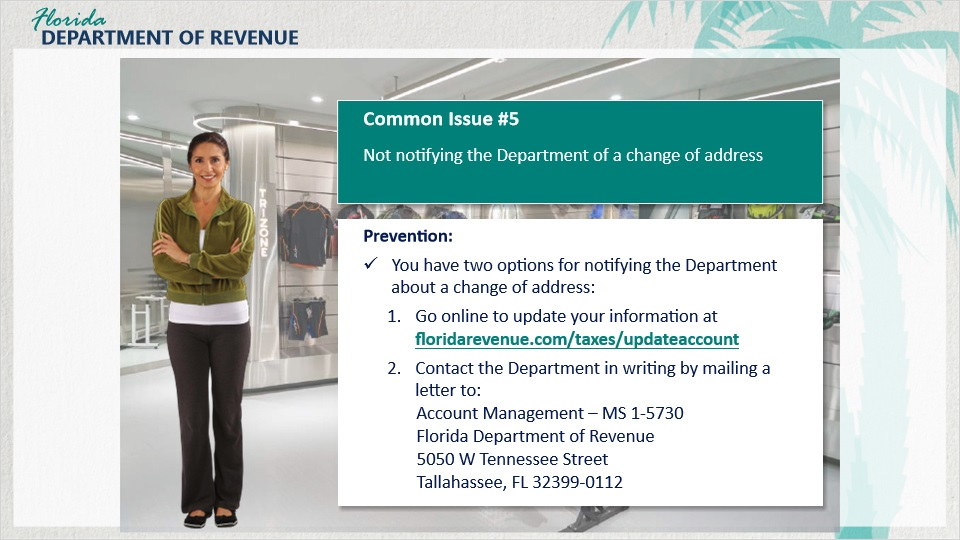 Florida
DEPARTMENT OF REVENUE
Common Issue #5
Not notifying the Department of a change of address
TRIZONE
Prevention:
✓ You have two options for notifying the Department
about a change of address:
1. Go online to update your information at
floridarevenue.com/taxes/updateaccount
2. Contact the Department in writing by mailing a
letter to:
Account Management – MS 1-5730
Florida Department of Revenue
5050 W Tennessee Street
Tallahassee, FL 32399-0112